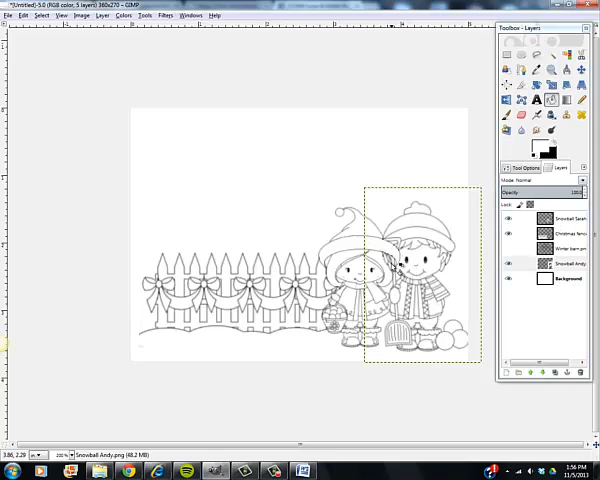 *[Untitled]-5.0 (RGB color, 5 layers) 360x270 – GIMP
File Edit Select View Image Layer Colors Tools Filters Windows Help
Toolbox - Layers
Tool Options Layers
Mode: Normal
Opacity 100.0
Lock:
Snowball Sarah
Christmas fence
Winter barn.pn
Snowball Andy.
Background
3.86, 2.29 in 200% Snowball Andy.png (48.2 MB)
1:56 PM
11/5/2013